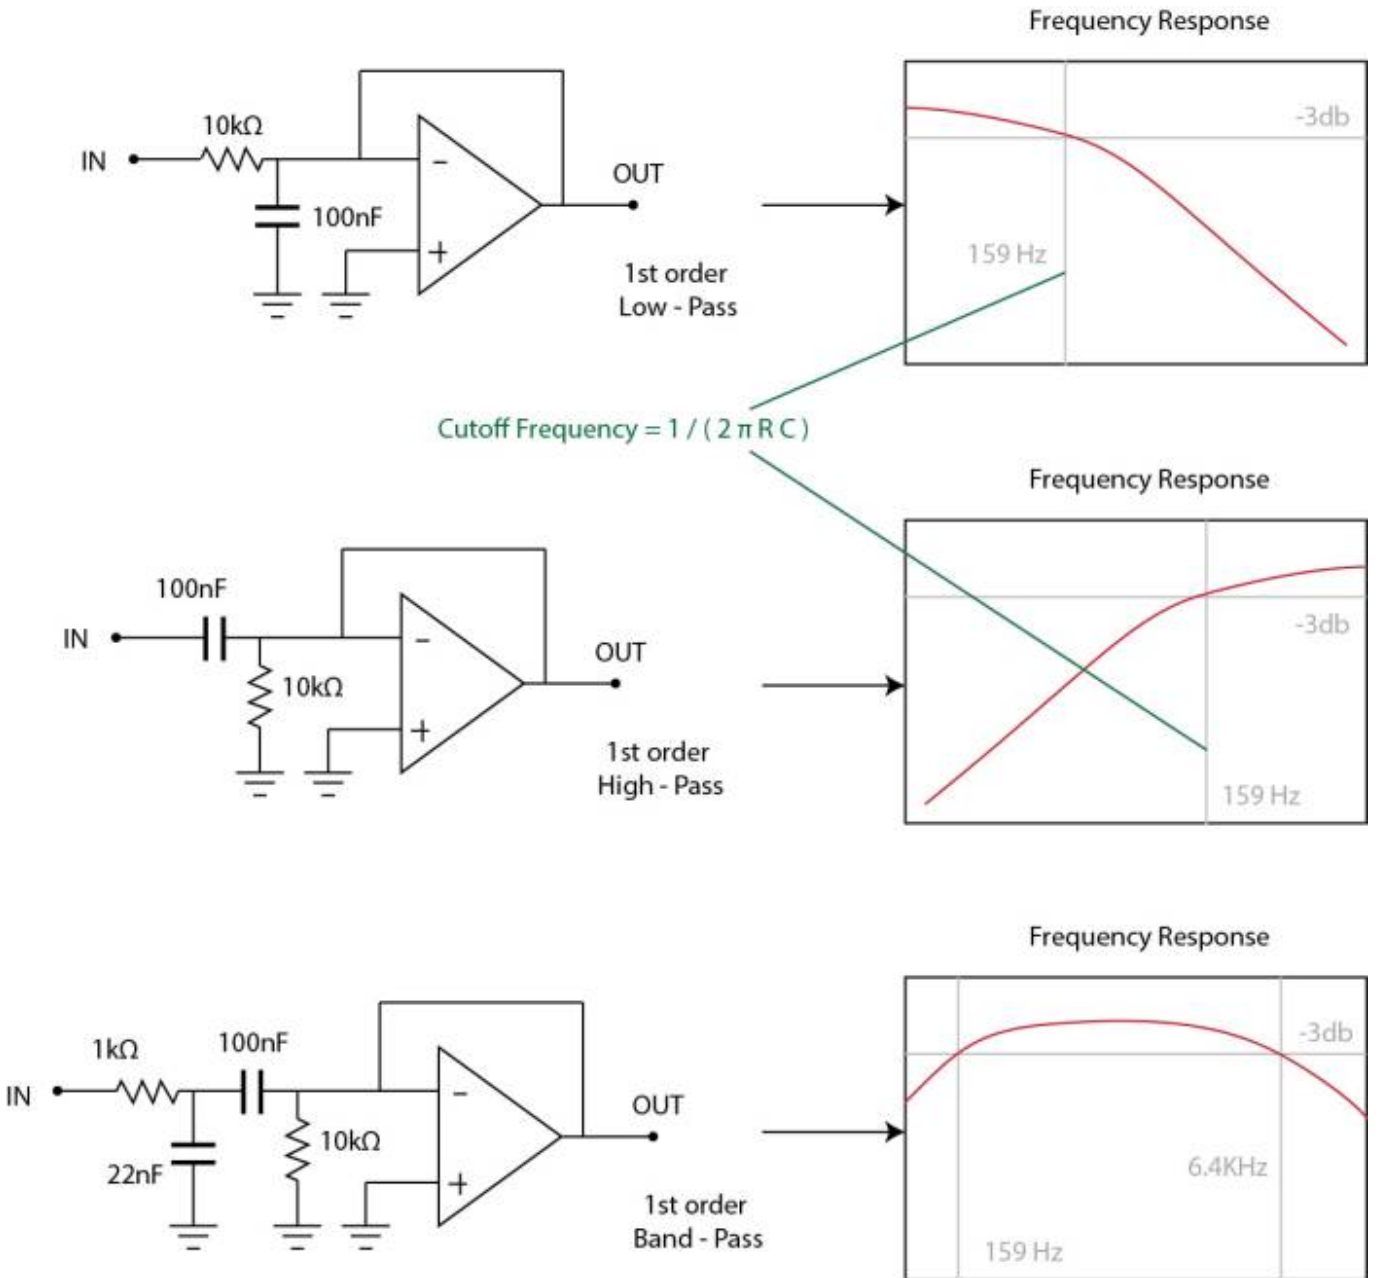 Frequency Response
10kΩ
IN
−
100nF
+
OUT
1st order
Low - Pass
-3db
159 Hz
Cutoff Frequency = 1 / ( 2 π R C )
Frequency Response
100nF
IN
−
10kΩ
+
OUT
1st order
High - Pass
-3db
159 Hz
Frequency Response
1kΩ
100nF
IN
−
22nF
10kΩ
+
OUT
1st order
Band - Pass
-3db
6.4KHz
159 Hz